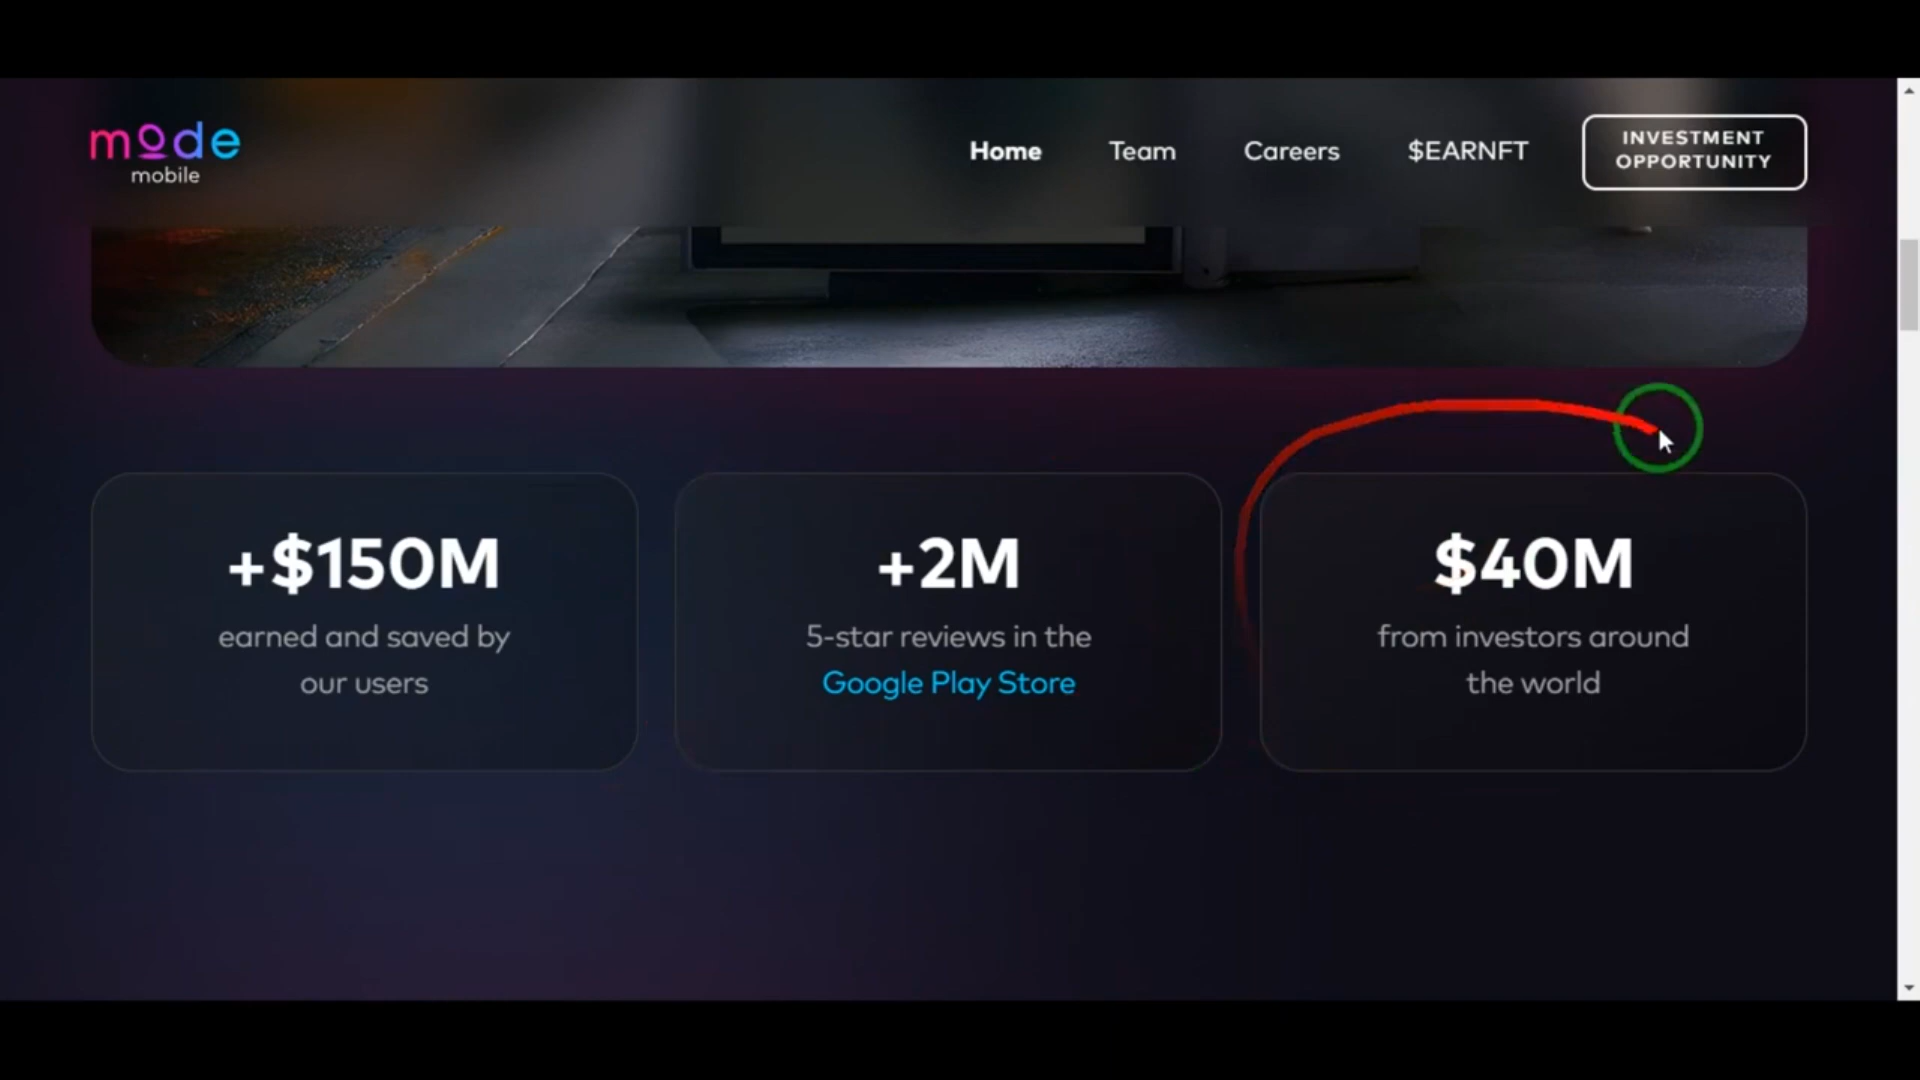 mode
mobile
Home
Team
Careers
$EARNFT
INVESTMENT
OPPORTUNITY
+$150M
earned and saved by
our users
+2M
5-star reviews in the
Google Play Store
$40M
from investors around
the world